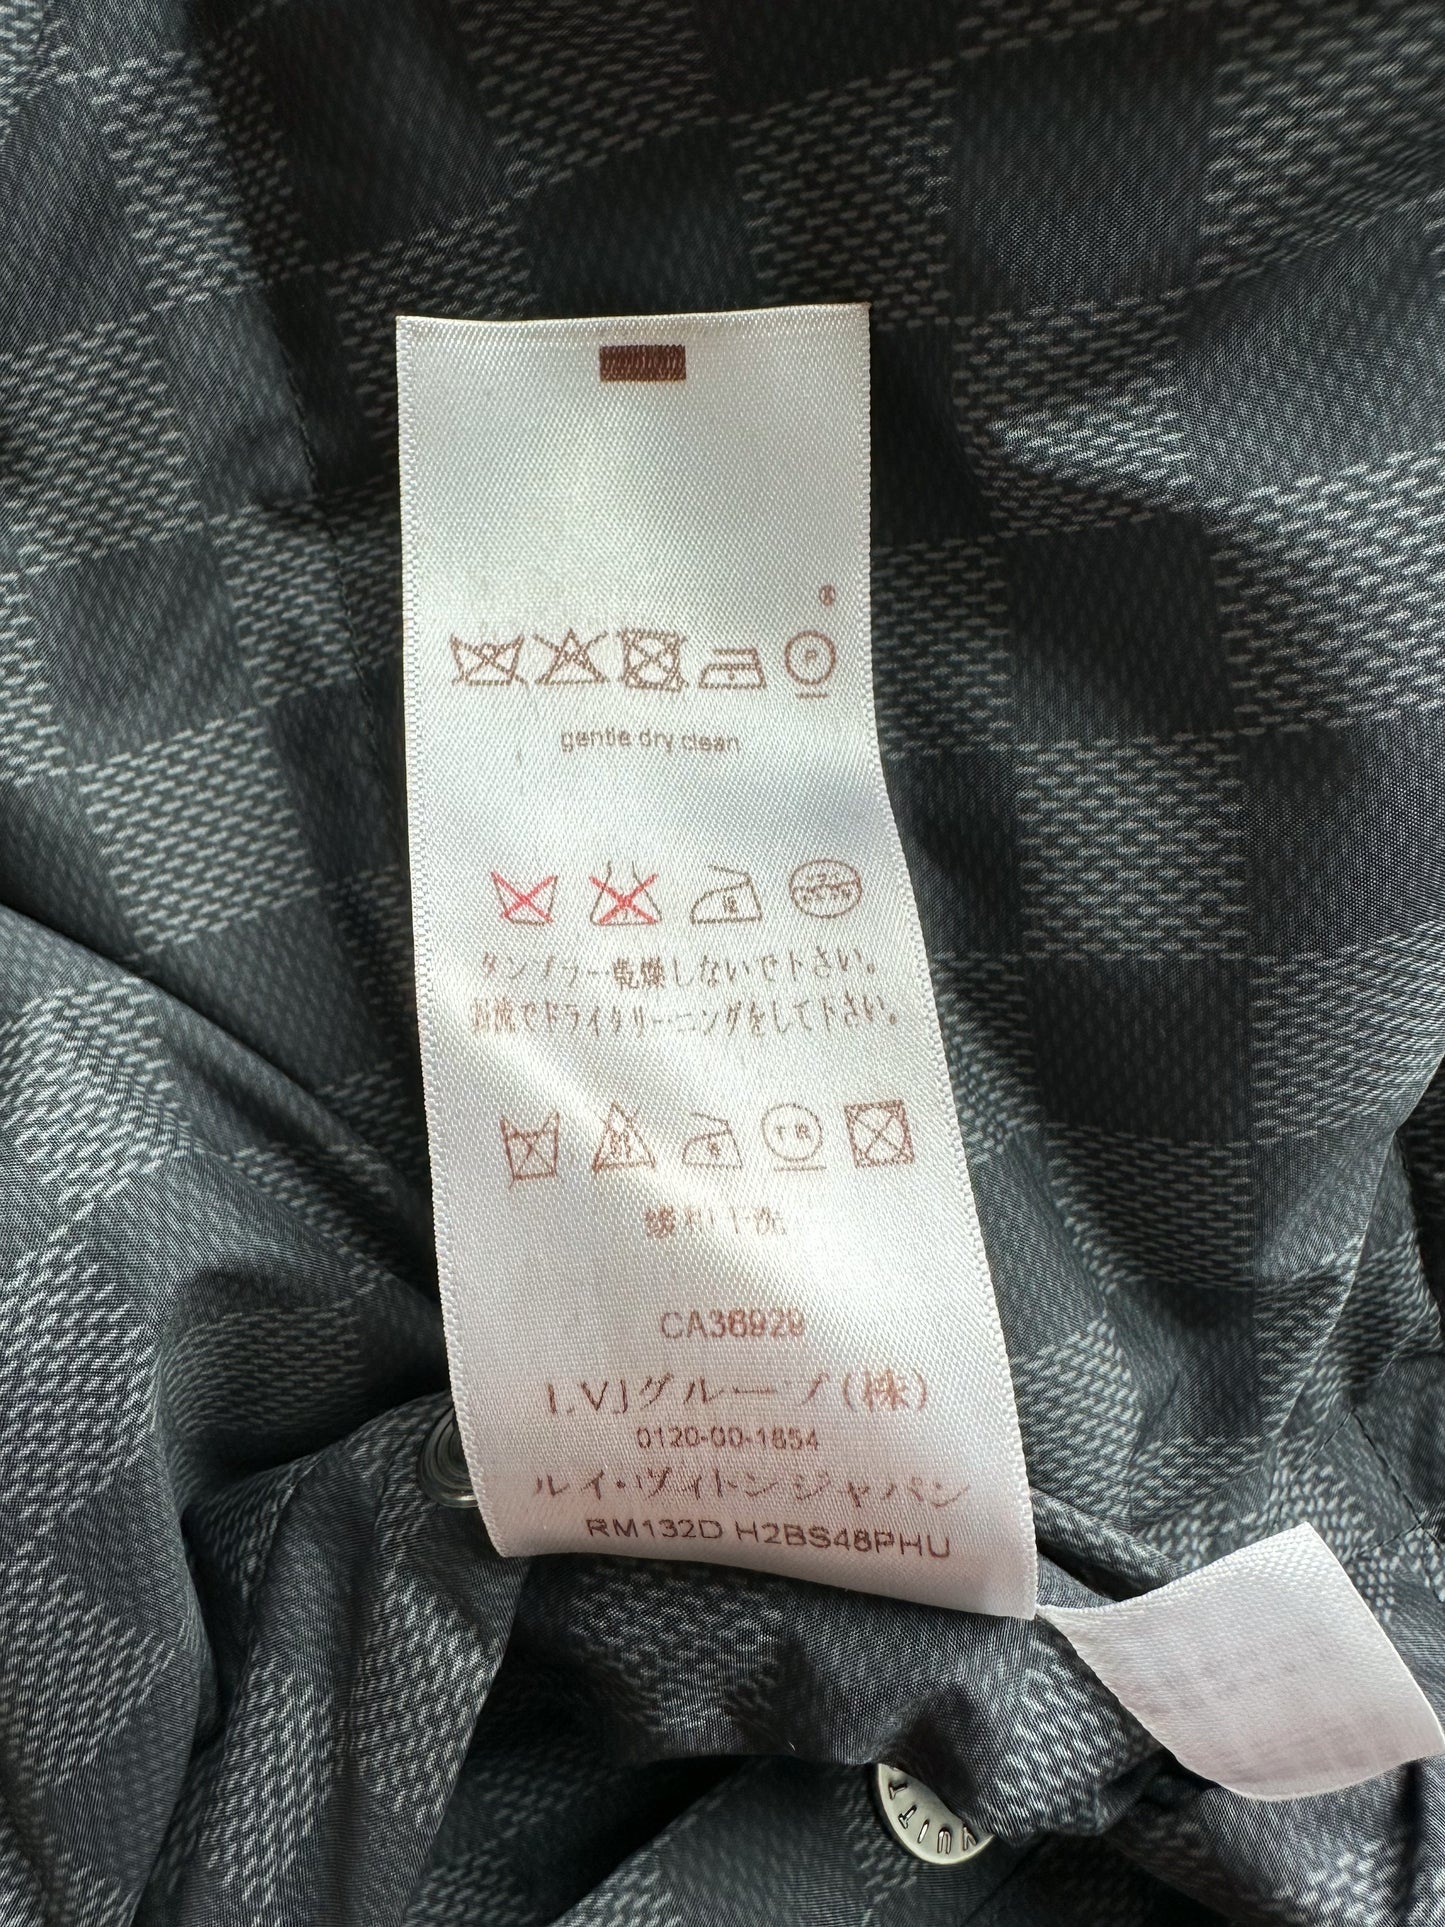 ®
P
gentle dry clean
タンブラー乾燥しないで下さい。
お流でドライクリーニングをして下さい。
CA36929
LVJグループ(株)
0120-00-1854
ルイ・ヴィトン ジャパン
RM132D H2BS48PHU
VUITT